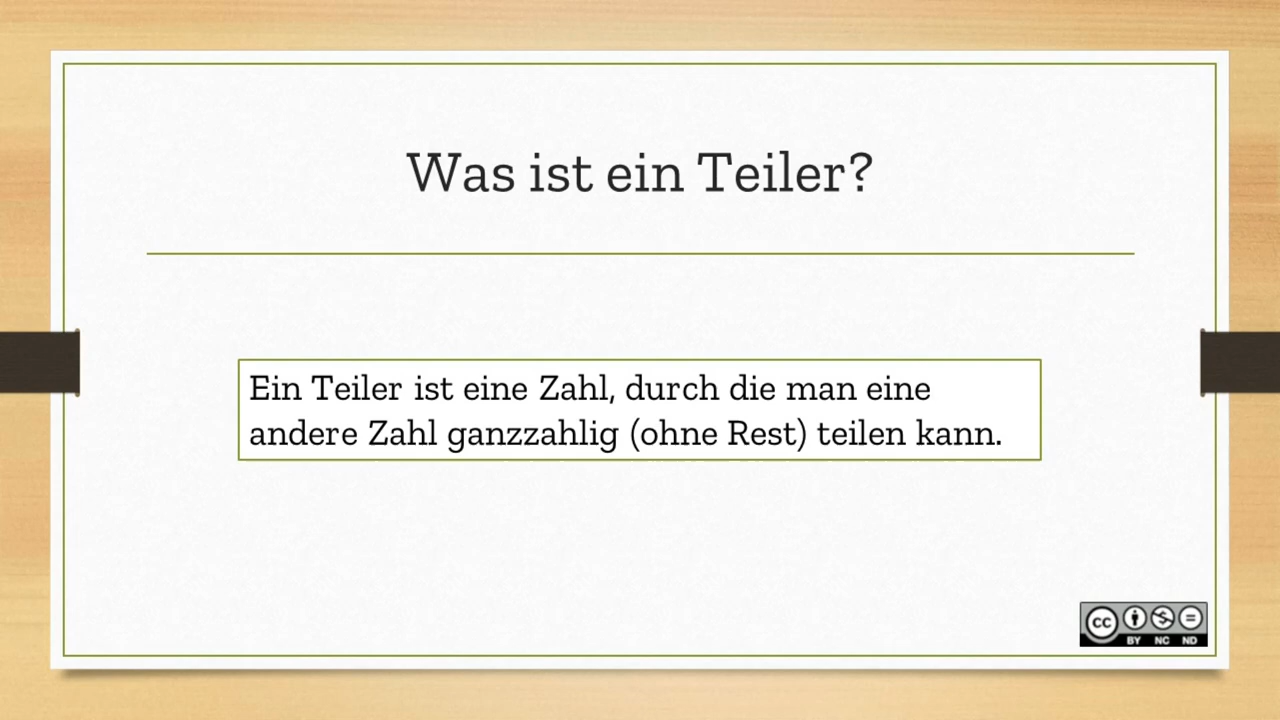 Was ist ein Teiler?
Ein Teiler ist eine Zahl, durch die man eine
andere Zahl ganzzahlig (ohne Rest) teilen kann.
cc
BY NC ND